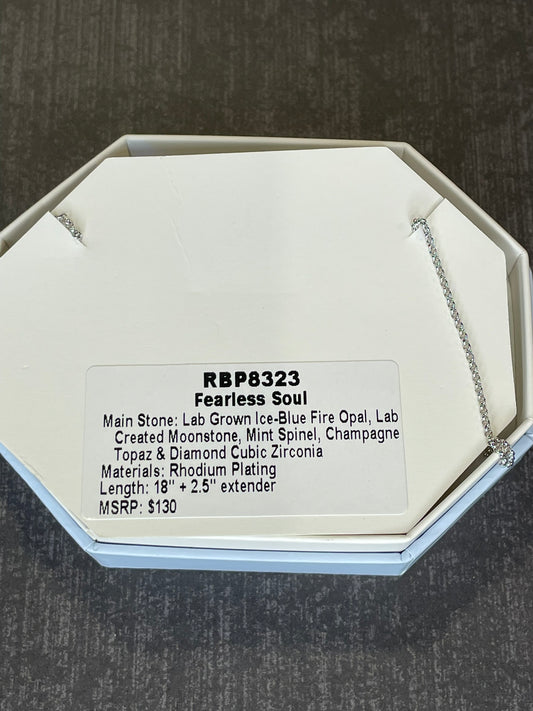 RBP8323
Fearless Soul
Main Stone: Lab Grown Ice-Blue Fire Opal, Lab
Created Moonstone, Mint Spinel, Champagne
Topaz & Diamond Cubic Zirconia
Materials: Rhodium Plating
Length: 18" + 2.5" extender
MSRP: $130